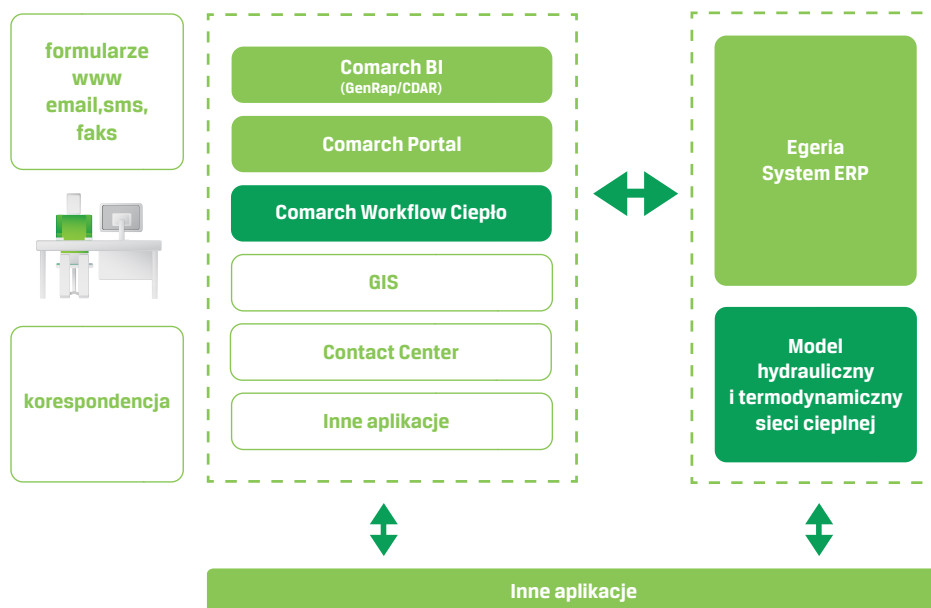 formularze
www
email,sms,
faks
korespondencja
Comarch BI
(GenRap/CDAR)
Comarch Portal
Comarch Workflow Ciepło
GIS
Contact Center
Inne aplikacje
Egeria
System ERP
Model
hydrauliczny
i termodynamiczny
sieci cieplnej
Inne aplikacje